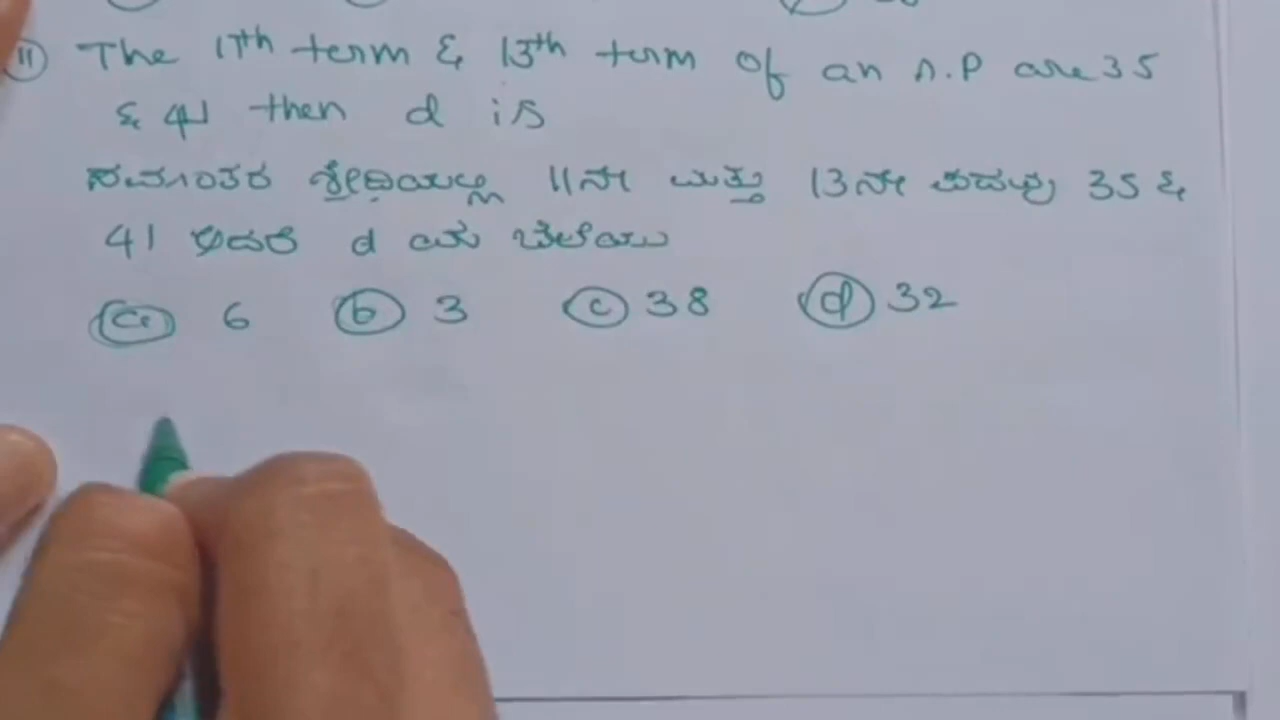 11 The 11th term & 13th term of an A.P are 35
& 41 then d is
ಸಮಾಂತರ ಶ್ರೇಢಿಯಲ್ಲಿ 11ನೇ ಮತ್ತು 13ನೇ ಪದವು 35 &
41 ಆದರೆ d ಯ ಬೆಲೆಯು
a 6 b 3 c 38 d 32